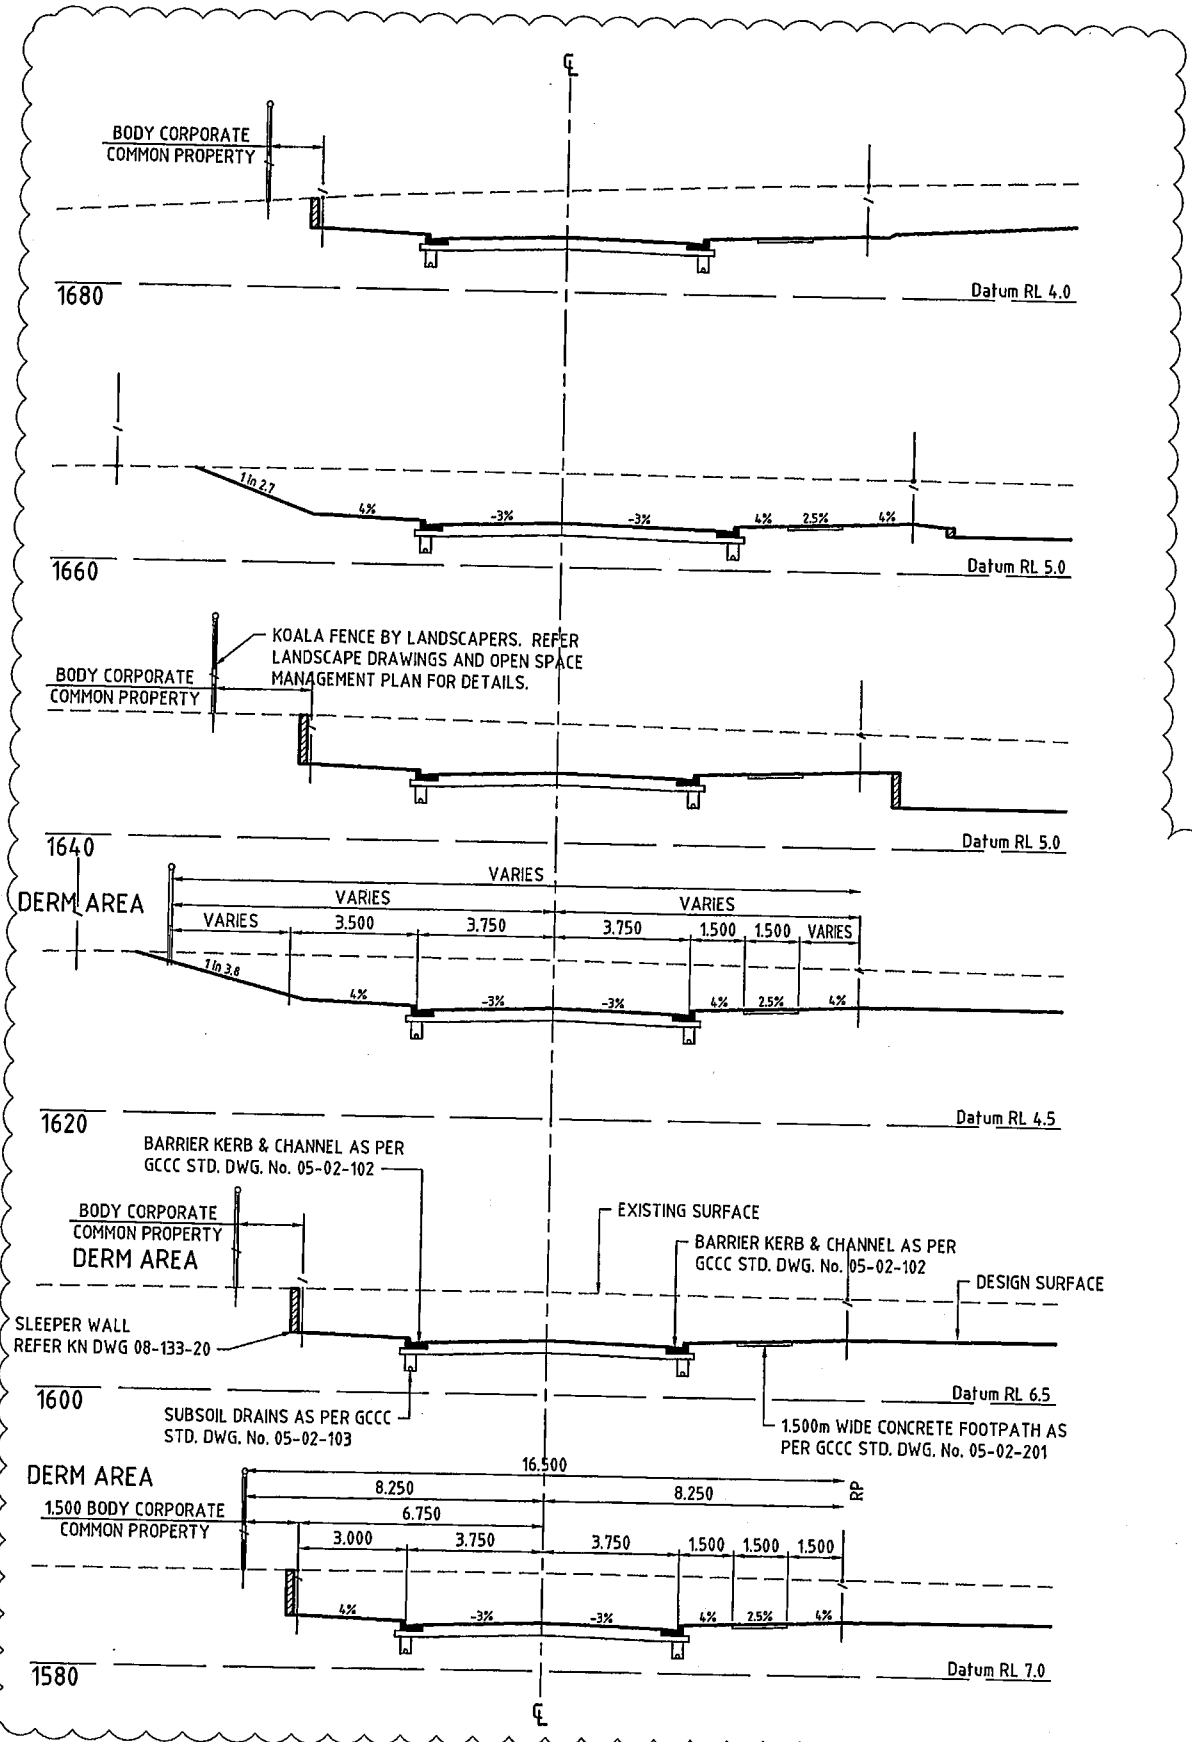 CL
BODY CORPORATE
COMMON PROPERTY
1680
Datum RL 4.0
1 in 2.7
4%
-3%
-3%
4%
2.5%
4%
1660
Datum RL 5.0
KOALA FENCE BY LANDSCAPERS. REFER
LANDSCAPE DRAWINGS AND OPEN SPACE
MANAGEMENT PLAN FOR DETAILS.
BODY CORPORATE
COMMON PROPERTY
1640
Datum RL 5.0
VARIES
DERM AREA
VARIES
VARIES
VARIES
3.500
3.750
3.750
1.500
1.500
VARIES
1 in 3.8
4%
-3%
-3%
4%
2.5%
4%
1620
Datum RL 4.5
BARRIER KERB & CHANNEL AS PER
GCCC STD. DWG. No. 05-02-102
BODY CORPORATE
COMMON PROPERTY
DERM AREA
EXISTING SURFACE
BARRIER KERB & CHANNEL AS PER
GCCC STD. DWG. No. 05-02-102
DESIGN SURFACE
SLEEPER WALL
REFER KN DWG 08-133-20
1600
Datum RL 6.5
SUBSOIL DRAINS AS PER GCCC
STD. DWG. No. 05-02-103
1.500m WIDE CONCRETE FOOTPATH AS
PER GCCC STD. DWG. No. 05-02-201
DERM AREA
16.500
8.250
8.250
RP
1.500 BODY CORPORATE
COMMON PROPERTY
6.750
3.000
3.750
3.750
1.500
1.500
1.500
4%
-3%
-3%
4%
2.5%
4%
1580
Datum RL 7.0
CL